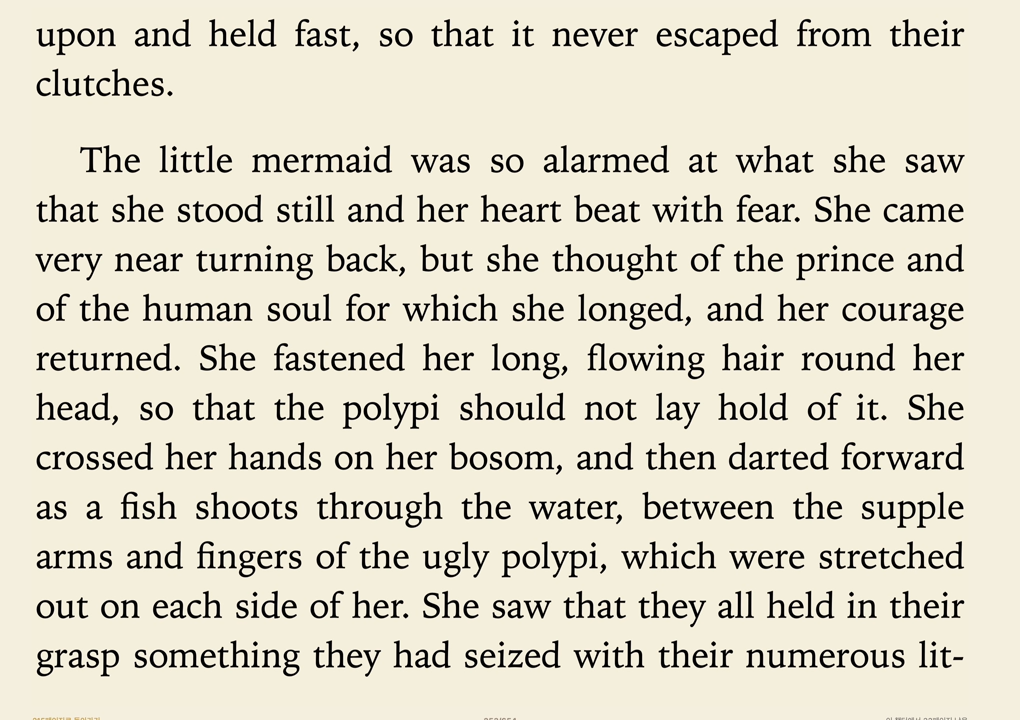 upon and held fast, so that it never escaped from their
clutches.
The little mermaid was so alarmed at what she saw
that she stood still and her heart beat with fear. She came
very near turning back, but she thought of the prince and
of the human soul for which she longed, and her courage
returned. She fastened her long, flowing hair round her
head, so that the polypi should not lay hold of it. She
crossed her hands on her bosom, and then darted forward
as a fish shoots through the water, between the supple
arms and fingers of the ugly polypi, which were stretched
out on each side of her. She saw that they all held in their
grasp something they had seized with their numerous lit-